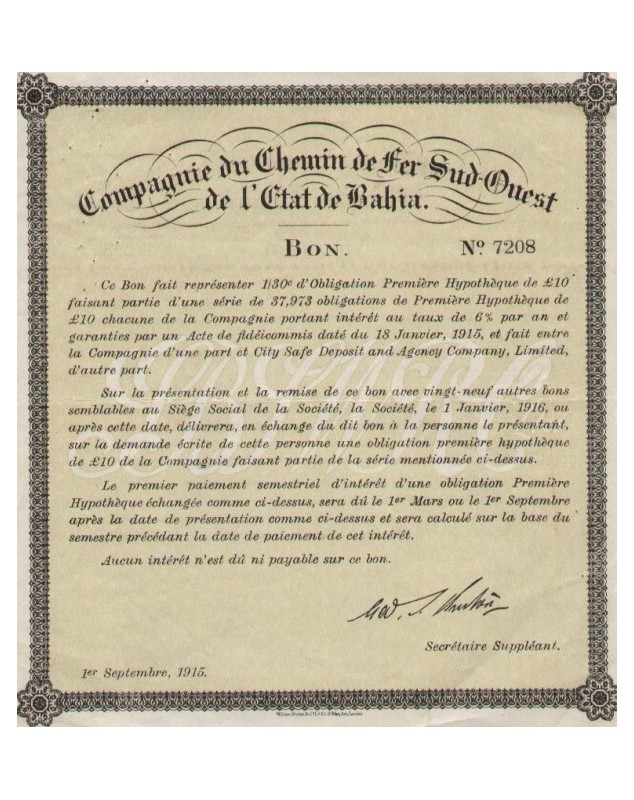 Compagnie du Chemin de Fer Sud-Ouest
de l'Etat de Bahia.
BON. Nº 7208
Ce Bon fait représenter 1/30e d'Obligation Première Hypothèque de £10
faisant partie d'une série de 37,973 obligations de Première Hypothèque de
£10 chacune de la Compagnie portant intérêt au taux de 6% par an et
garanties par un Acte de fidéicommis daté du 18 Janvier, 1915, et fait entre
la Compagnie d'une part et City Safe Deposit and Agency Company, Limited,
d'autre part.
Sur la présentation et la remise de ce bon avec vingt-neuf autres bons
semblables au Siège Social de la Société, la Société, le 1 Janvier, 1916, ou
après cette date, délivrera, en échange du dit bon à la personne le présentant,
sur la demande écrite de cette personne une obligation première hypothèque
de £10 de la Compagnie faisant partie de la série mentionnée ci-dessus.
Le premier paiement semestriel d'intérêt d'une obligation Première
Hypothèque échangée comme ci-dessus, sera dû le 1er Mars ou le 1er Septembre
après la date de présentation comme ci-dessus et sera calculé sur la base du
semestre précédant la date de paiement de cet intérêt.
Aucun intérêt n'est dû ni payable sur ce bon.
Secrétaire Suppléant.
1er Septembre, 1915.